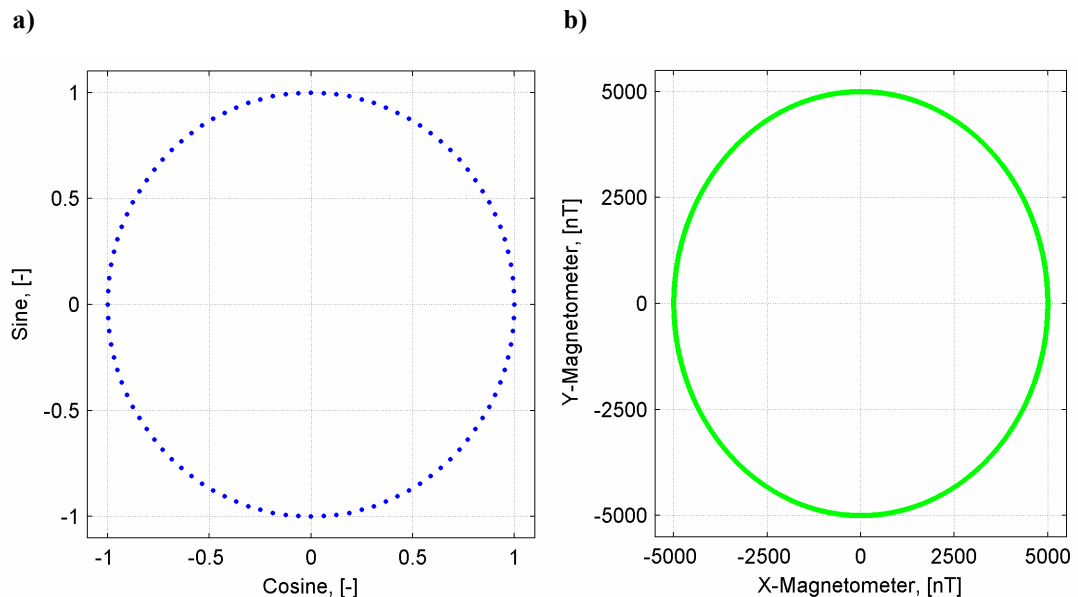 a)
1
0.5
0
-0.5
-1
Sine, [-]
-1 -0.5 0 0.5 1
Cosine, [-]
b)
5000
2500
0
-2500
-5000
Y-Magnetometer, [nT]
-5000 -2500 0 2500 5000
X-Magnetometer, [nT]